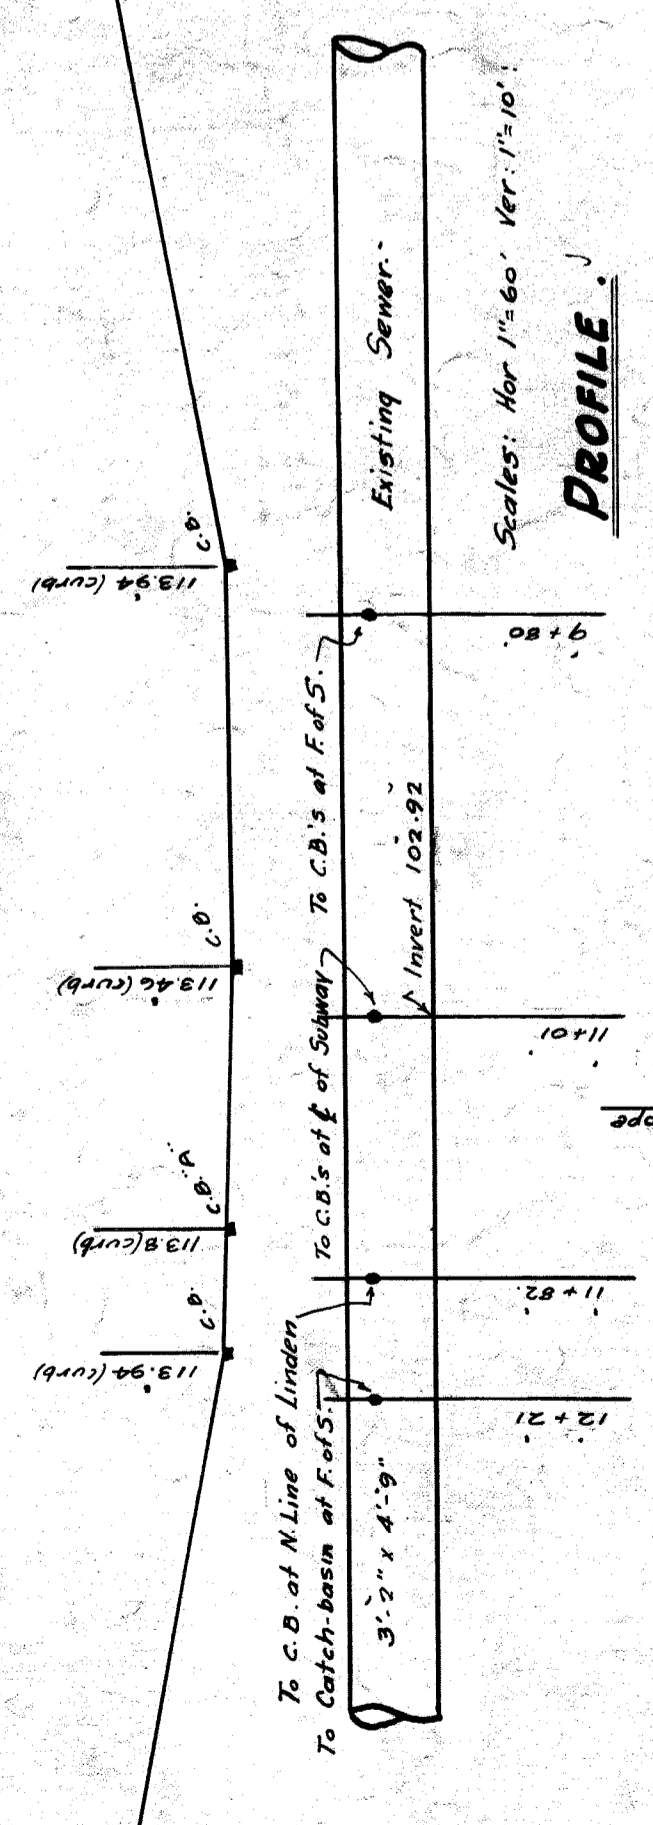 113.94 (curb)
C.B.
113.8 (curb)
C.B. "A"
113.46 (curb)
C.B.
113.94 (curb)
C.B.
To C.B. at N. Line of Linden
To Catch-basin at F. of S.
To C.B.'s at ⅊ of Subway
To C.B.'s at F. of S.
3'-2" x 4'-9"
Invert 102.92
Existing Sewer.
12+21
11+82
11+01
9+80
Scales: Hor 1"=60' Ver: 1"=10'
PROFILE.